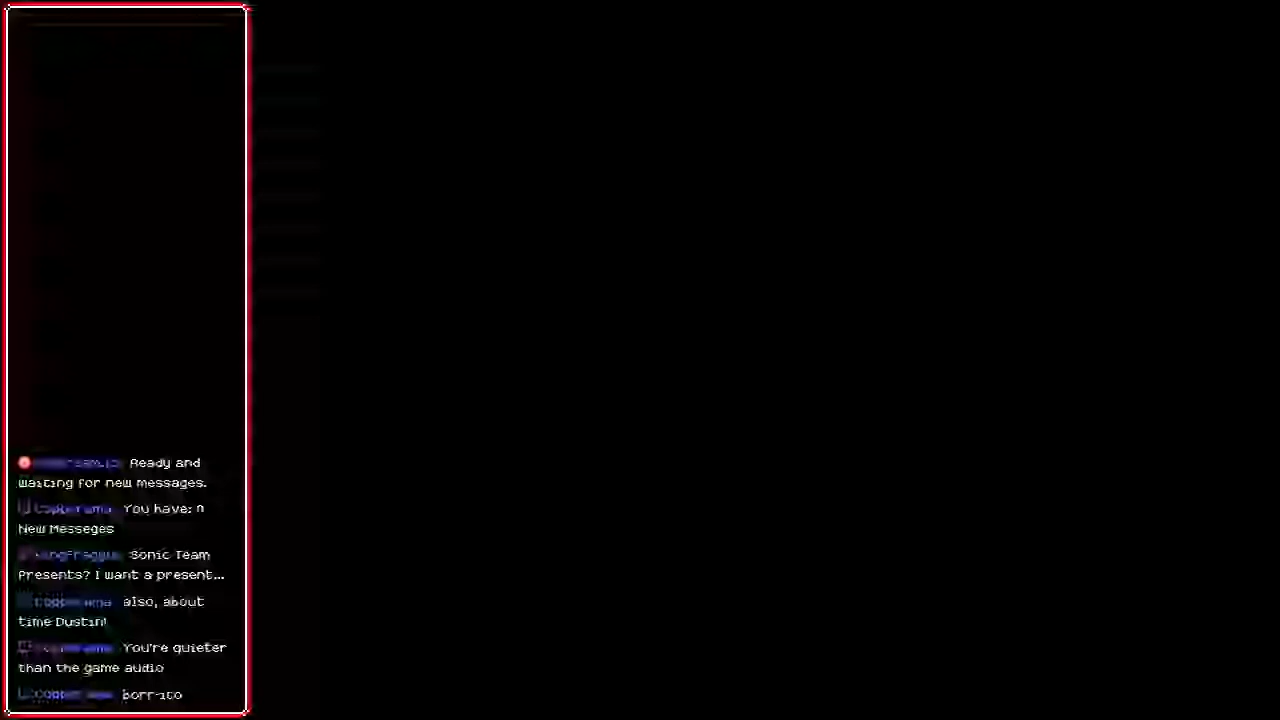 Ready and
waiting for new messages.
You have: 0
New Messeges
Sonic Team
Presents? I want a present...
also, about
time Dustin!
You're quieter
than the game audio
borr-ito